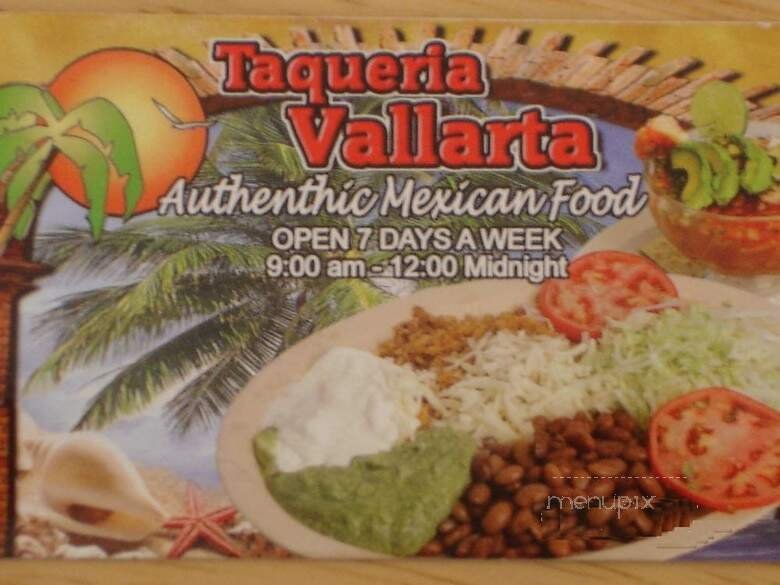 Taqueria
Vallarta
Authenthic Mexican Food
OPEN 7 DAYS A WEEK
9:00 am - 12:00 Midnight
menupix